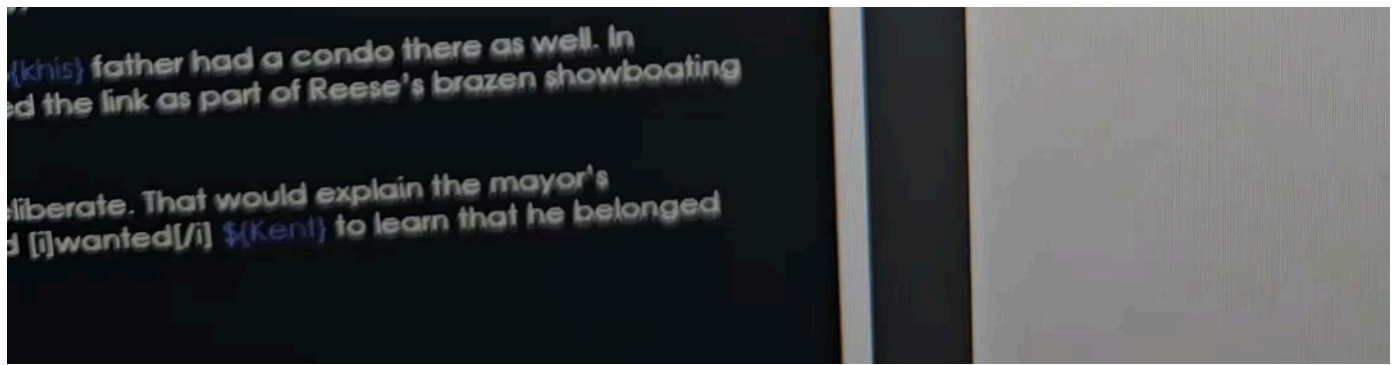 {khis} father had a condo there as well. In
ed the link as part of Reese's brazen showboating
liberate. That would explain the mayor's
d [i]wanted[/i] ${Kent} to learn that he belonged